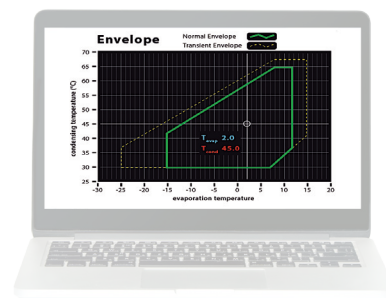 Envelope
Normal Envelope
Transient Envelope
condensing temperature (°C)
70
65
60
55
50
45
40
35
30
25
T evap 2.0
T cond 45.0
-30 -25 -20 -15 -10 -5 0 5 10 15 20
evaporation temperature